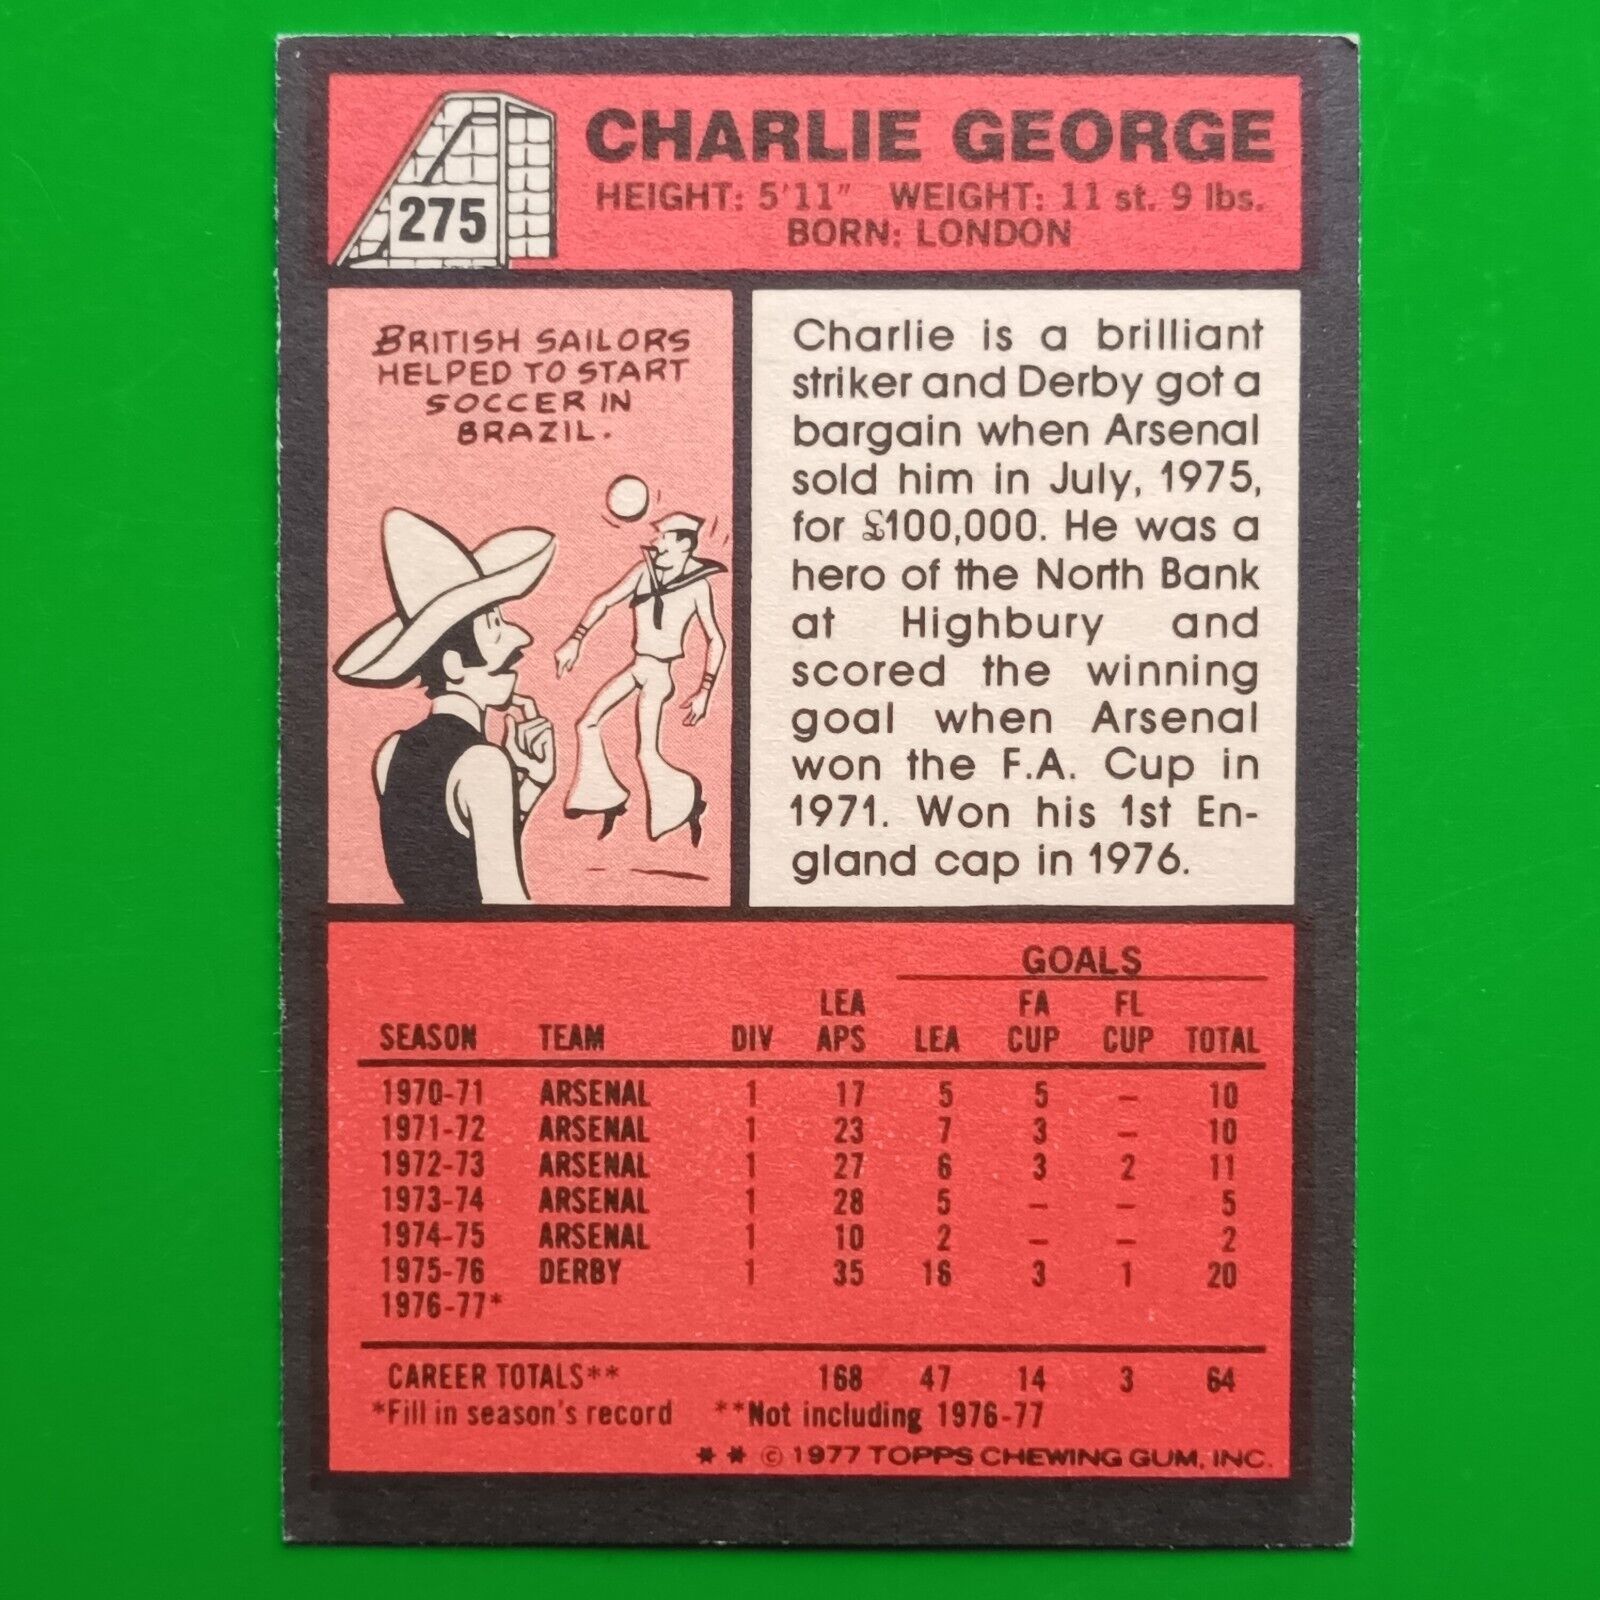 275
CHARLIE GEORGE
HEIGHT: 5'11" WEIGHT: 11 st. 9 lbs.
BORN: LONDON
BRITISH SAILORS
HELPED TO START
SOCCER IN
BRAZIL.
Charlie is a brilliant
striker and Derby got a
bargain when Arsenal
sold him in July, 1975,
for £100,000. He was a
hero of the North Bank
at Highbury and
scored the winning
goal when Arsenal
won the F.A. Cup in
1971. Won his 1st En-
gland cap in 1976.
GOALS
LEA FA FL
SEASON TEAM DIV APS LEA CUP CUP TOTAL
1970-71 ARSENAL 1 17 5 5 – 10
1971-72 ARSENAL 1 23 7 3 – 10
1972-73 ARSENAL 1 27 6 3 2 11
1973-74 ARSENAL 1 28 5 – – 5
1974-75 ARSENAL 1 10 2 – – 2
1975-76 DERBY 1 35 16 3 1 20
1976-77*
CAREER TOTALS** 168 47 14 3 64
*Fill in season's record **Not including 1976-77
* * © 1977 TOPPS CHEWING GUM, INC.